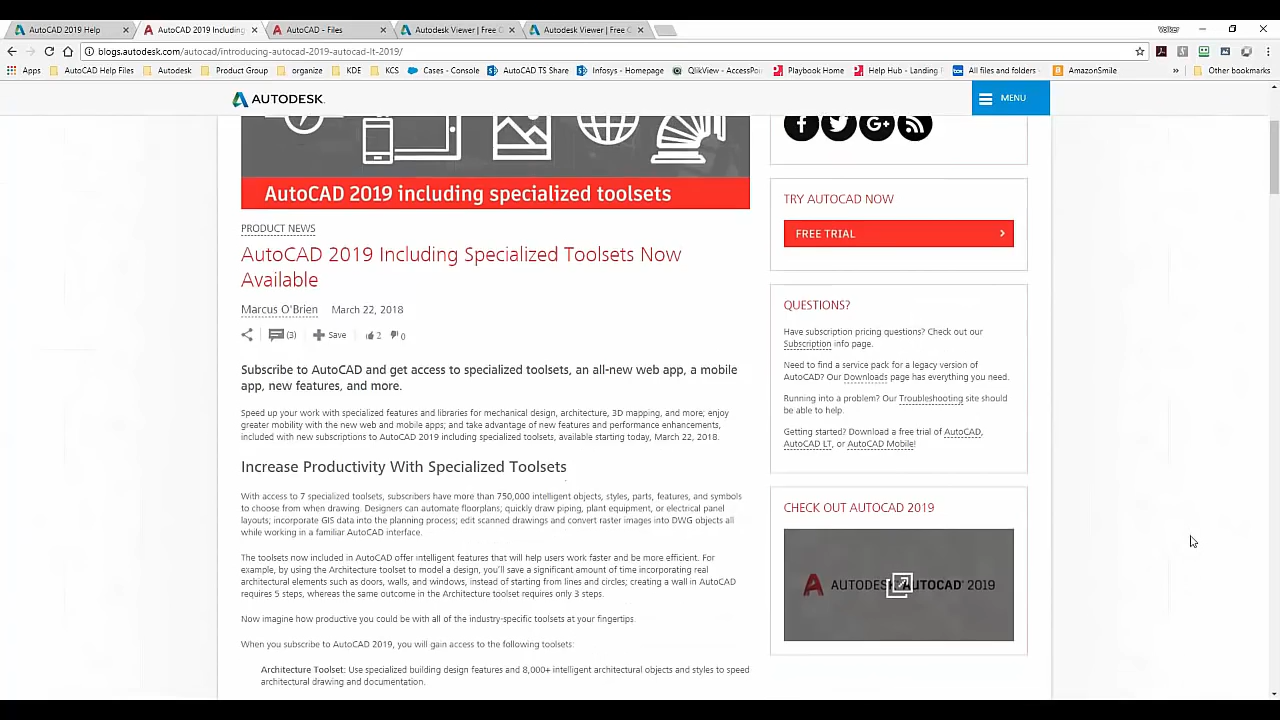 AutoCAD 2019 Help
AutoCAD 2019 Including
AutoCAD - Files
Autodesk Viewer | Free C
Autodesk Viewer | Free C
Volker
blogs.autodesk.com/autocad/introducing-autocad-2019-autocad-lt-2019/
Apps
AutoCAD Help Files
Autodesk
Product Group
organize
KDE
KCS
Cases - Console
AutoCAD TS Share
Infosys - Homepage
QlikView - AccessPo
Playbook Home
Help Hub - Landing
All files and folders
AmazonSmile
»
Other bookmarks
AUTODESK.
MENU
AutoCAD 2019 including specialized toolsets
PRODUCT NEWS
AutoCAD 2019 Including Specialized Toolsets Now
Available
Marcus O'Brien March 22, 2018
(3) Save 2 0
Subscribe to AutoCAD and get access to specialized toolsets, an all-new web app, a mobile
app, new features, and more.
Speed up your work with specialized features and libraries for mechanical design, architecture, 3D mapping, and more; enjoy
greater mobility with the new web and mobile apps; and take advantage of new features and performance enhancements,
included with new subscriptions to AutoCAD 2019 including specialized toolsets, available starting today, March 22, 2018.
Increase Productivity With Specialized Toolsets
With access to 7 specialized toolsets, subscribers have more than 750,000 intelligent objects, styles, parts, features, and symbols
to choose from when drawing. Designers can automate floorplans; quickly draw piping, plant equipment, or electrical panel
layouts; incorporate GIS data into the planning process; edit scanned drawings and convert raster images into DWG objects all
while working in a familiar AutoCAD interface.
The toolsets now included in AutoCAD offer intelligent features that will help users work faster and be more efficient. For
example, by using the Architecture toolset to model a design, you'll save a significant amount of time incorporating real
architectural elements such as doors, walls, and windows, instead of starting from lines and circles; creating a wall in AutoCAD
requires 5 steps, whereas the same outcome in the Architecture toolset requires only 3 steps.
Now imagine how productive you could be with all of the industry-specific toolsets at your fingertips.
When you subscribe to AutoCAD 2019, you will gain access to the following toolsets:
Architecture Toolset: Use specialized building design features and 8,000+ intelligent architectural objects and styles to speed
architectural drawing and documentation.
f G+
TRY AUTOCAD NOW
FREE TRIAL
QUESTIONS?
Have subscription pricing questions? Check out our
Subscription info page.
Need to find a service pack for a legacy version of
AutoCAD? Our Downloads page has everything you need.
Running into a problem? Our Troubleshooting site should
be able to help.
Getting started? Download a free trial of AutoCAD,
AutoCAD LT, or AutoCAD Mobile!
CHECK OUT AUTOCAD 2019
AUTODESK AUTOCAD 2019